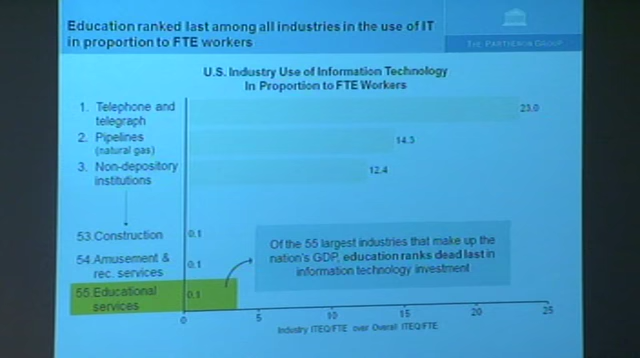 Education ranked last among all industries in the use of IT
in proportion to FTE workers
THE PARTHENON GROUP
U.S. Industry Use of Information Technology
In Proportion to FTE Workers
1. Telephone and
telegraph
23.0
2. Pipelines
(natural gas)
14.3
3. Non-depository
institutions
12.4
53.Construction
0.1
54.Amusement &
rec. services
0.1
55.Educational
services
0.1
Of the 55 largest industries that make up the
nation's GDP, education ranks dead last in
information technology investment
0 5 10 15 20 25
Industry ITEQ/FTE over Overall ITEQ/FTE